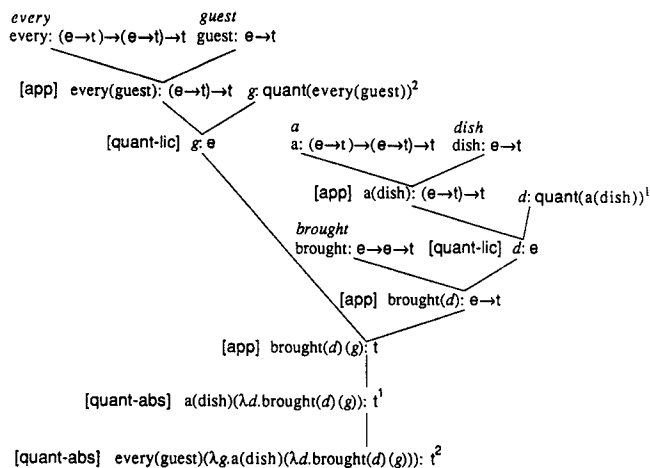 every guest
every: (e→t)→(e→t)→t guest: e→t
[app] every(guest): (e→t)→t g: quant(every(guest))²
a dish
[quant-lic] g: e a: (e→t)→(e→t)→t dish: e→t
[app] a(dish): (e→t)→t d: quant(a(dish))¹
brought
brought: e→e→t [quant-lic] d: e
[app] brought(d): e→t
[app] brought(d)(g): t
[quant-abs] a(dish)(λd.brought(d)(g)): t¹
[quant-abs] every(guest)(λg.a(dish)(λd.brought(d)(g))): t²